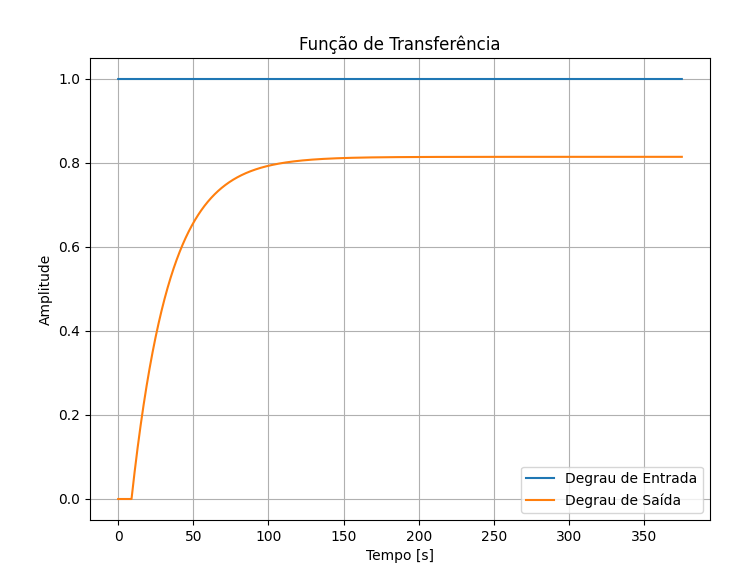 Função de Transferência
Amplitude
1.0
0.8
0.6
0.4
0.2
0.0
0 50 100 150 200 250 300 350
Tempo [s]
Degrau de Entrada
Degrau de Saída